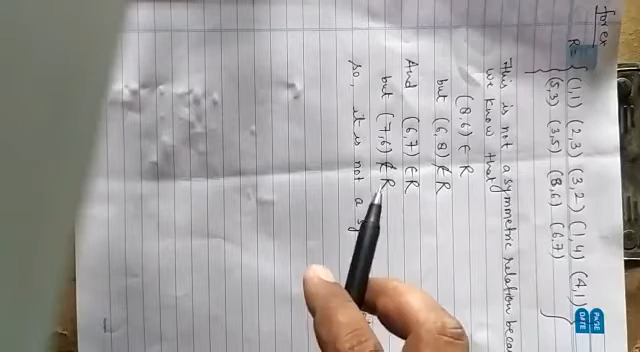 for ex
PAGE
DATE
R= { (1,1) (2,3) (3,2) (1,4) (4,1)
(5,3) (3,5) (8,6) (6,7) }
This is not a symmetric relation beca
we know that
(8,6) ∈ R
but (6,8) ∉ R
And (6,7) ∈ R
but (7,6) ∉ R
so, it is not a sy